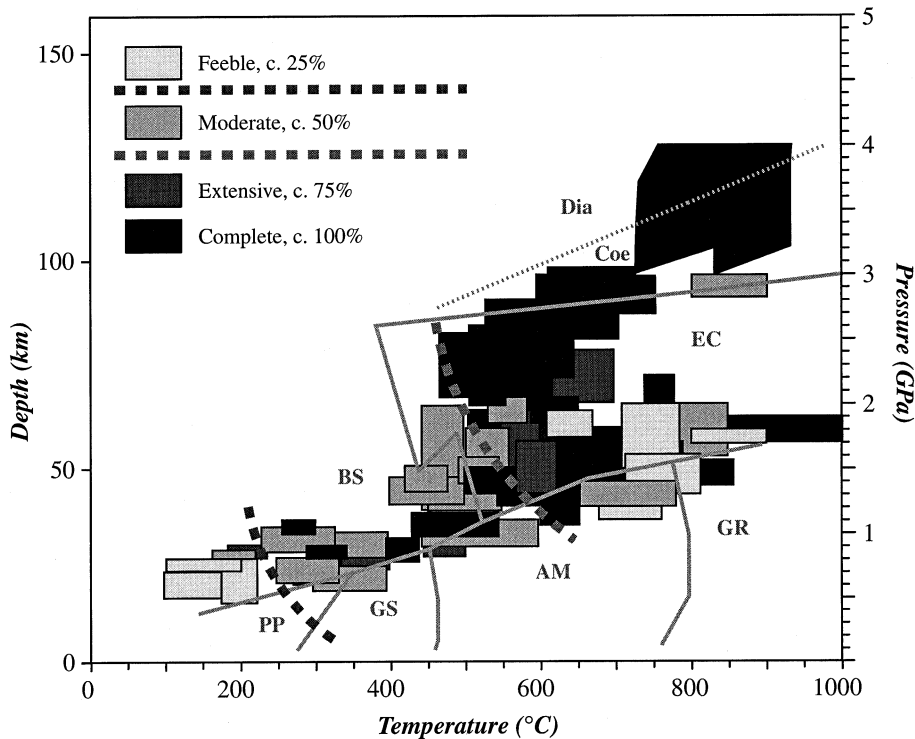 150
100
50
0
Depth (km)
Feeble, c. 25%
Moderate, c. 50%
Extensive, c. 75%
Complete, c. 100%
Dia
Coe
EC
BS
GR
AM
GS
PP
5
4
3
2
1
0
Pressure (GPa)
0
200
400
600
800
1000
Temperature (°C)